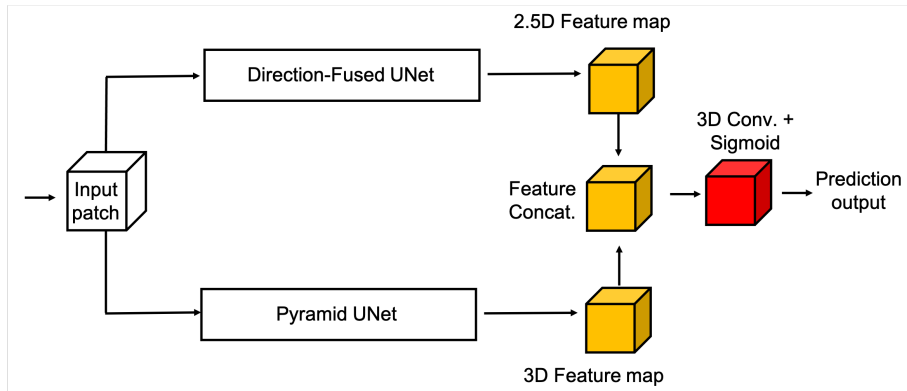 2.5D Feature map
Direction-Fused UNet
3D Conv. +
Sigmoid
Input
patch
Feature
Concat.
Prediction
output
Pyramid UNet
3D Feature map